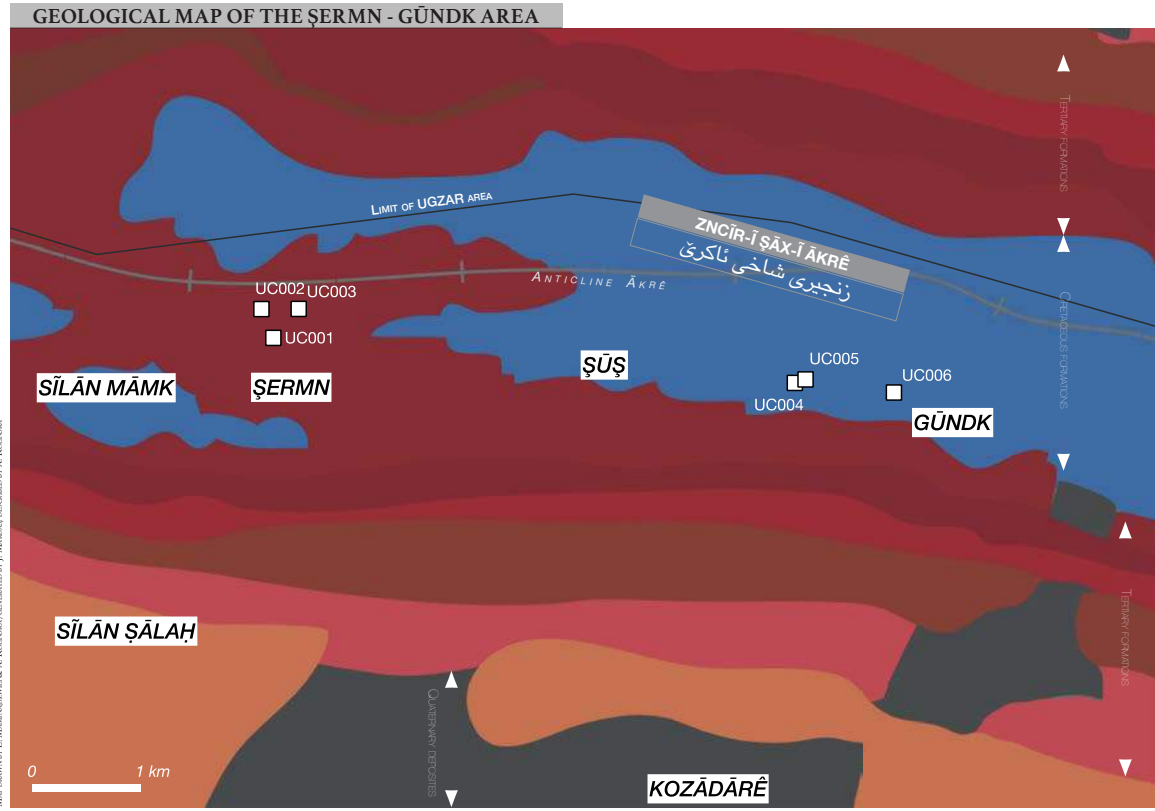 GEOLOGICAL MAP OF THE ŞERMN - GŪNDK AREA
TERTIARY FORMATIONS
LIMIT OF UGZAR AREA
ZNCĪR-Ī ŞĀX-Ī ĀKRÊ
زنجیری شاخی ئاکرێ
ANTICLINE ĀKRÊ
UC002
UC003
UC001
CRETACEOUS FORMATIONS
ŞŪŞ
UC005
UC004
UC006
SĪLĀN MĀMK
ŞERMN
GŪNDK
TERTIARY FORMATIONS
SĪLĀN ṢĀLAḤ
QUATERNARY DEPOSITES
0 1 km
KOZĀDĀRÊ